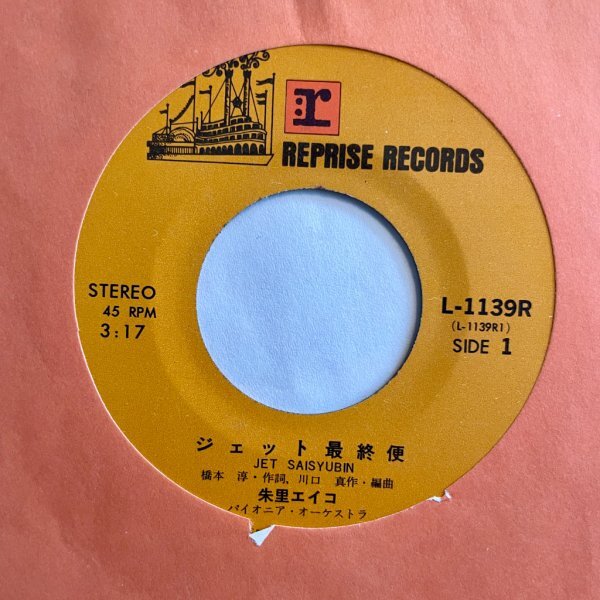 r
REPRISE RECORDS
STEREO
45 RPM
3:17
L-1139R
(L-1139R1)
SIDE 1
ジェット最終便
JET SAISYUBIN
橋本 淳・作詞, 川口 真作・編曲
朱里エイコ
パイオニア・オーケストラ